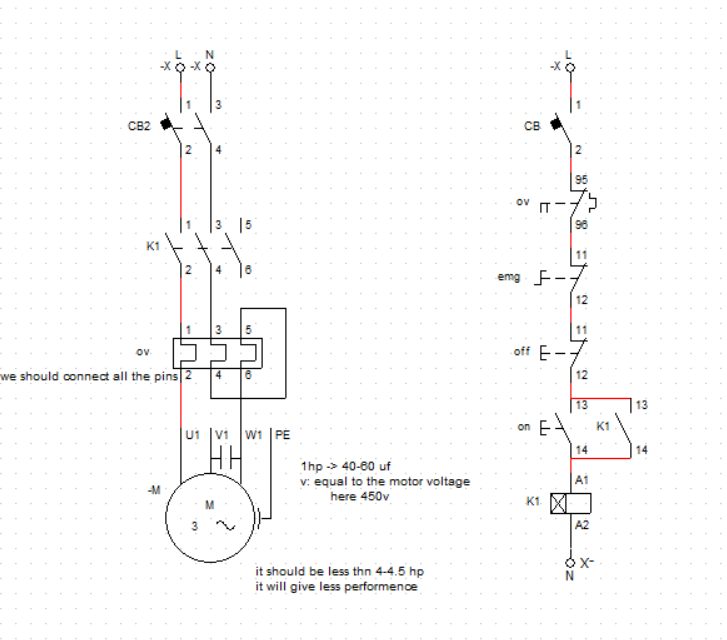 L N L
-X -X -X
1 3 1
CB2 CB
2 4 2
95
ov
96
1 3 5
K1
2 4 6
11
emg
12
1 3 5 11
ov off
we should connect all the pins 2 4 6 12
13 13
U1 V1 W1 PE on K1
14 14
1hp -> 40-60 uf
v: equal to the motor voltage
here 450v
A1
-M K1
M
3 A2
X-
it should be less thn 4-4.5 hp N
it will give less performence